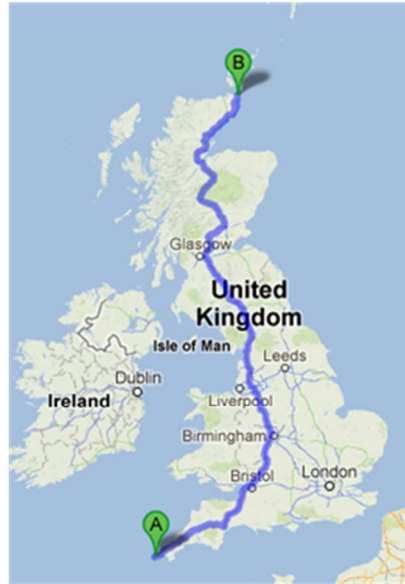 B
Glasgow
United
Kingdom
Isle of Man
Leeds
Dublin
Ireland
Liverpool
Birmingham
Bristol
London
A